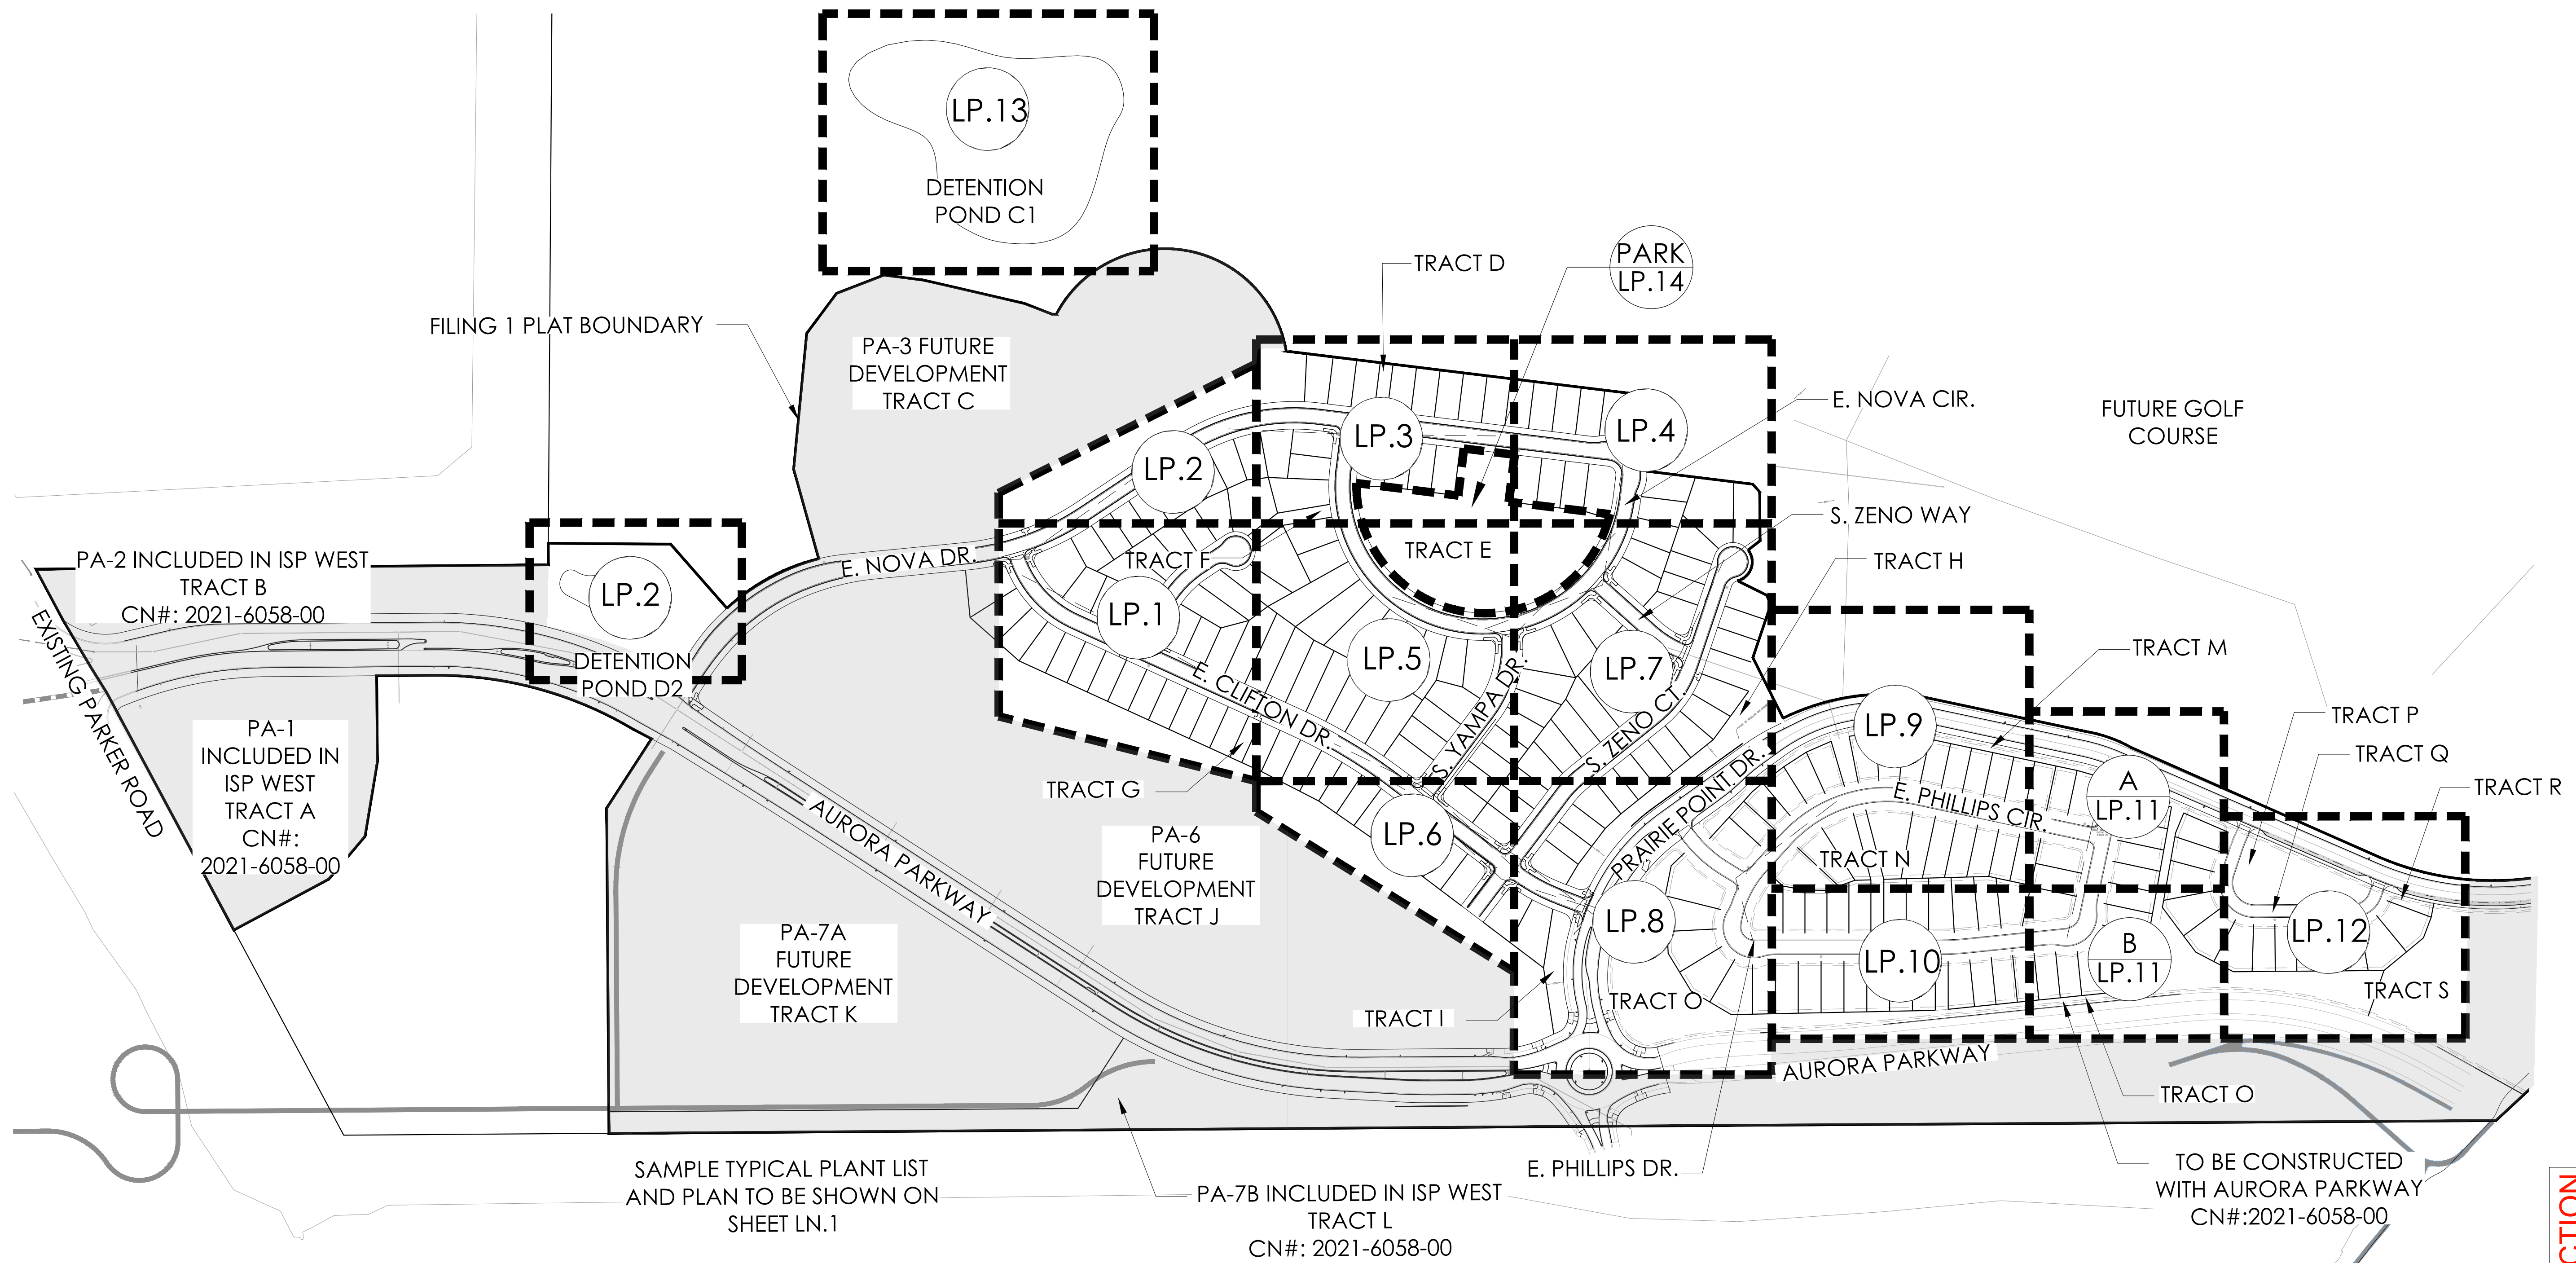 LP.13
DETENTION
POND C1
PARK
LP.14
TRACT D
FILING 1 PLAT BOUNDARY
PA-3 FUTURE
DEVELOPMENT
TRACT C
E. NOVA CIR.
FUTURE GOLF
COURSE
LP.2
LP.3
LP.4
S. ZENO WAY
TRACT E
TRACT F
TRACT H
E. NOVA DR.
PA-2 INCLUDED IN ISP WEST
TRACT B
CN#: 2021-6058-00
LP.2
DETENTION
POND D2
EXISTING PARKER ROAD
LP.1
LP.5
LP.7
TRACT M
E. CLIFTON DR.
S. YAMPA DR.
S. ZENO CT.
LP.9
TRACT P
TRACT Q
TRACT R
PA-1
INCLUDED IN
ISP WEST
TRACT A
CN#:
2021-6058-00
TRACT G
PRAIRIE POINT DR.
E. PHILLIPS CIR.
A
LP.11
AURORA PARKWAY
PA-6
FUTURE
DEVELOPMENT
TRACT J
LP.6
TRACT N
LP.8
LP.10
B
LP.11
LP.12
PA-7A
FUTURE
DEVELOPMENT
TRACT K
TRACT I
TRACT O
TRACT S
AURORA PARKWAY
TRACT O
SAMPLE TYPICAL PLANT LIST
AND PLAN TO BE SHOWN ON
SHEET LN.1
PA-7B INCLUDED IN ISP WEST
TRACT L
CN#: 2021-6058-00
E. PHILLIPS DR.
TO BE CONSTRUCTED
WITH AURORA PARKWAY
CN#:2021-6058-00
CTION